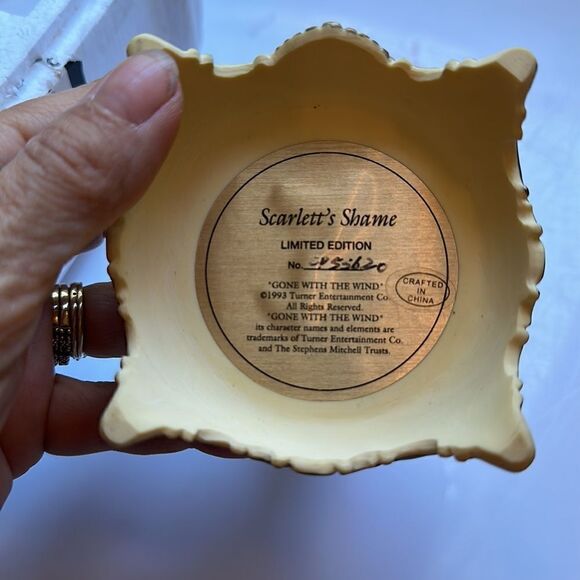 Scarlett's Shame
LIMITED EDITION
No.
"GONE WITH THE WIND"
©1993 Turner Entertainment Co.
All Rights Reserved.
"GONE WITH THE WIND"
its character names and elements are
trademarks of Turner Entertainment Co.
and The Stephens Mitchell Trusts.
CRAFTED
IN
CHINA